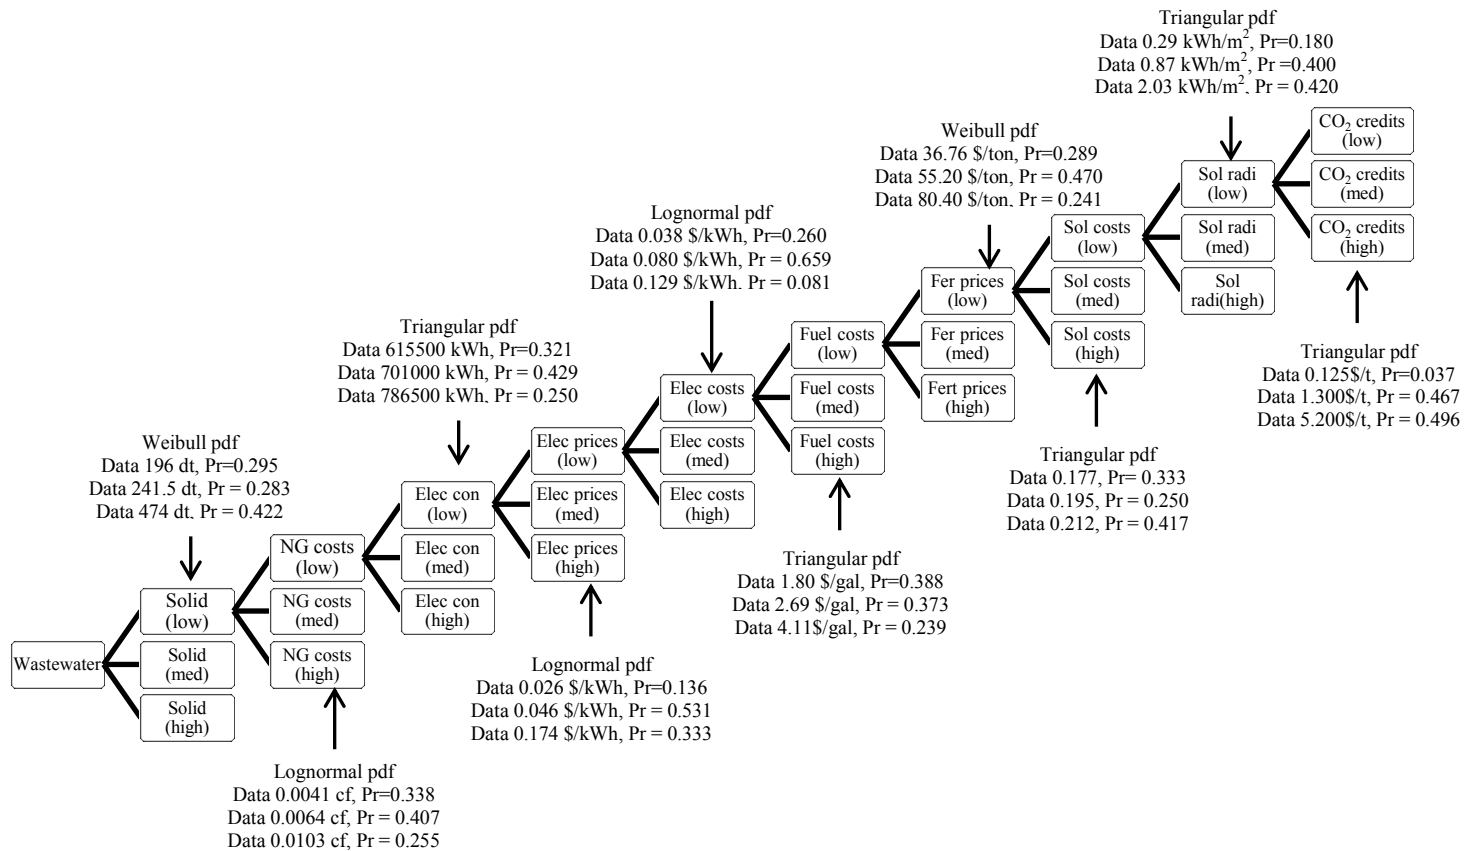 Triangular pdf
Data 0.29 kWh/m2, Pr=0.180
Data 0.87 kWh/m2, Pr =0.400
Data 2.03 kWh/m2, Pr = 0.420
CO2 credits
(low)
CO2 credits
(med)
CO2 credits
(high)
Weibull pdf
Data 36.76 $/ton, Pr=0.289
Data 55.20 $/ton, Pr = 0.470
Data 80.40 $/ton, Pr = 0.241
Sol radi
(low)
Sol radi
(med)
Sol
radi(high)
Lognormal pdf
Data 0.038 $/kWh, Pr=0.260
Data 0.080 $/kWh, Pr = 0.659
Data 0.129 $/kWh, Pr = 0.081
Sol costs
(low)
Sol costs
(med)
Sol costs
(high)
Fer prices
(low)
Fer prices
(med)
Fert prices
(high)
Triangular pdf
Data 615500 kWh, Pr=0.321
Data 701000 kWh, Pr = 0.429
Data 786500 kWh, Pr = 0.250
Fuel costs
(low)
Fuel costs
(med)
Fuel costs
(high)
Triangular pdf
Data 0.125$/t, Pr=0.037
Data 1.300$/t, Pr = 0.467
Data 5.200$/t, Pr = 0.496
Elec costs
(low)
Elec costs
(med)
Elec costs
(high)
Weibull pdf
Data 196 dt, Pr=0.295
Data 241.5 dt, Pr = 0.283
Data 474 dt, Pr = 0.422
Elec prices
(low)
Elec prices
(med)
Elec prices
(high)
Triangular pdf
Data 0.177, Pr= 0.333
Data 0.195, Pr = 0.250
Data 0.212, Pr = 0.417
Elec con
(low)
Elec con
(med)
Elec con
(high)
NG costs
(low)
NG costs
(med)
NG costs
(high)
Triangular pdf
Data 1.80 $/gal, Pr=0.388
Data 2.69 $/gal, Pr = 0.373
Data 4.11$/gal, Pr = 0.239
Solid
(low)
Solid
(med)
Solid
(high)
Wastewater
Lognormal pdf
Data 0.026 $/kWh, Pr=0.136
Data 0.046 $/kWh, Pr = 0.531
Data 0.174 $/kWh, Pr = 0.333
Lognormal pdf
Data 0.0041 cf, Pr=0.338
Data 0.0064 cf, Pr = 0.407
Data 0.0103 cf, Pr = 0.255